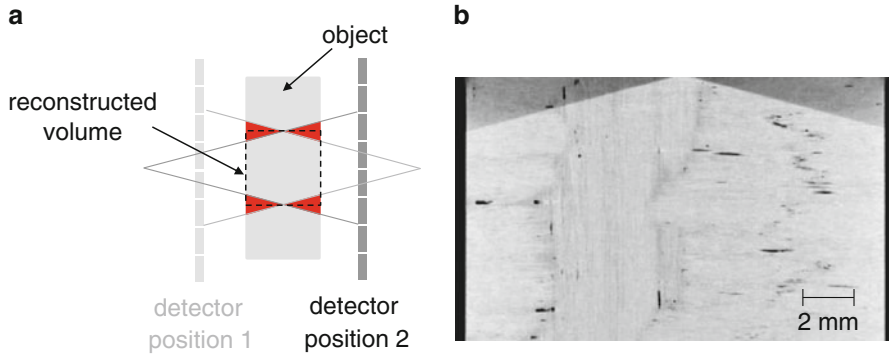 a
object
reconstructed
volume
detector
position 1
detector
position 2
b
2 mm